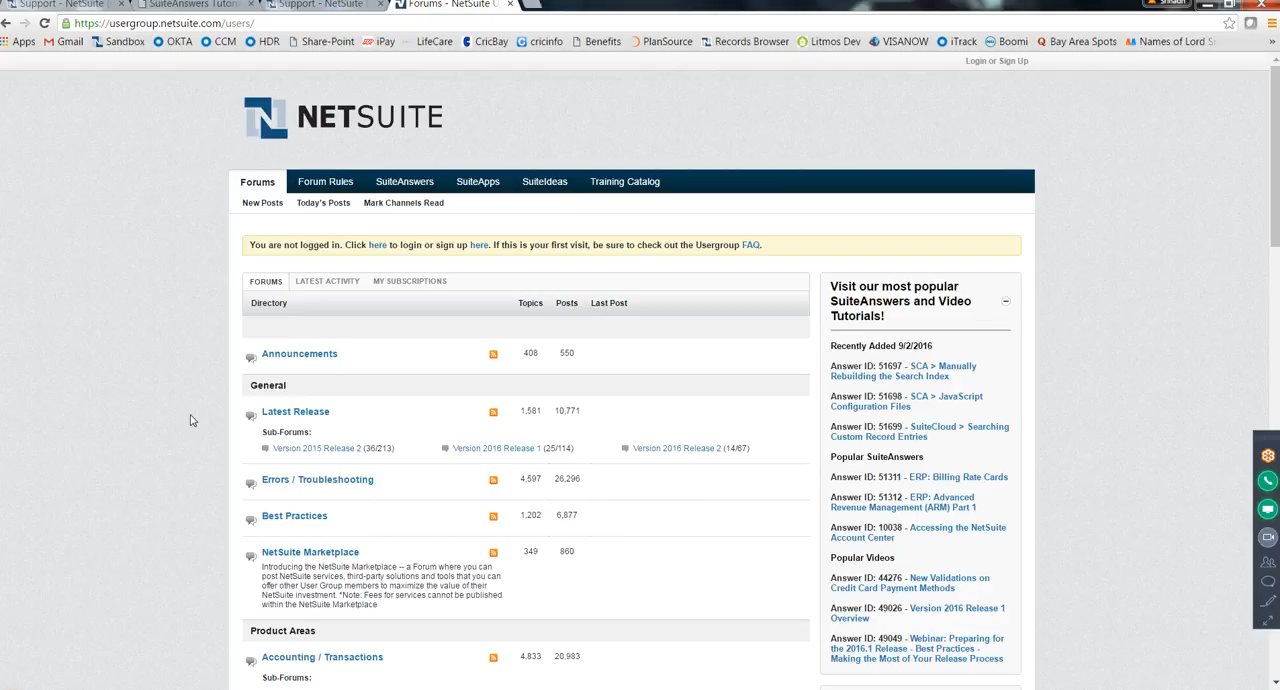 Support - NetSuite (
SuiteAnswers Tutori
Support - NetSuite
Forums - NetSuite U
https://usergroup.netsuite.com/users/
Apps Gmail Sandbox OKTA CCM HDR Share-Point iPay LifeCare CricBay cricinfo Benefits PlanSource Records Browser Litmos Dev VISANOW iTrack Boomi Bay Area Spots Names of Lord S
Login or Sign Up
NETSUITE
Forums Forum Rules SuiteAnswers SuiteApps SuiteIdeas Training Catalog
New Posts Today's Posts Mark Channels Read
You are not logged in. Click here to login or sign up here. If this is your first visit, be sure to check out the Usergroup FAQ.
FORUMS LATEST ACTIVITY MY SUBSCRIPTIONS
Directory Topics Posts Last Post
Announcements 408 550
General
Latest Release 1,581 10,771
Sub-Forums:
Version 2015 Release 2 (36/213) Version 2016 Release 1 (25/114) Version 2016 Release 2 (14/67)
Errors / Troubleshooting 4,597 26,296
Best Practices 1,202 6,877
NetSuite Marketplace 349 860
Introducing the NetSuite Marketplace -- a Forum where you can
post NetSuite services, third-party solutions and tools that you can
offer other User Group members to maximize the value of their
NetSuite investment. *Note: Fees for services cannot be published
within the NetSuite Marketplace
Product Areas
Accounting / Transactions 4,833 20,983
Sub-Forums:
Visit our most popular
SuiteAnswers and Video
Tutorials!
Recently Added 9/2/2016
Answer ID: 51697 - SCA > Manually
Rebuilding the Search Index
Answer ID: 51698 - SCA > JavaScript
Configuration Files
Answer ID: 51699 - SuiteCloud > Searching
Custom Record Entries
Popular SuiteAnswers
Answer ID: 51311 - ERP: Billing Rate Cards
Answer ID: 51312 - ERP: Advanced
Revenue Management (ARM) Part 1
Answer ID: 10038 - Accessing the NetSuite
Account Center
Popular Videos
Answer ID: 44276 - New Validations on
Credit Card Payment Methods
Answer ID: 49026 - Version 2016 Release 1
Overview
Answer ID: 49049 - Webinar: Preparing for
the 2016.1 Release - Best Practices -
Making the Most of Your Release Process